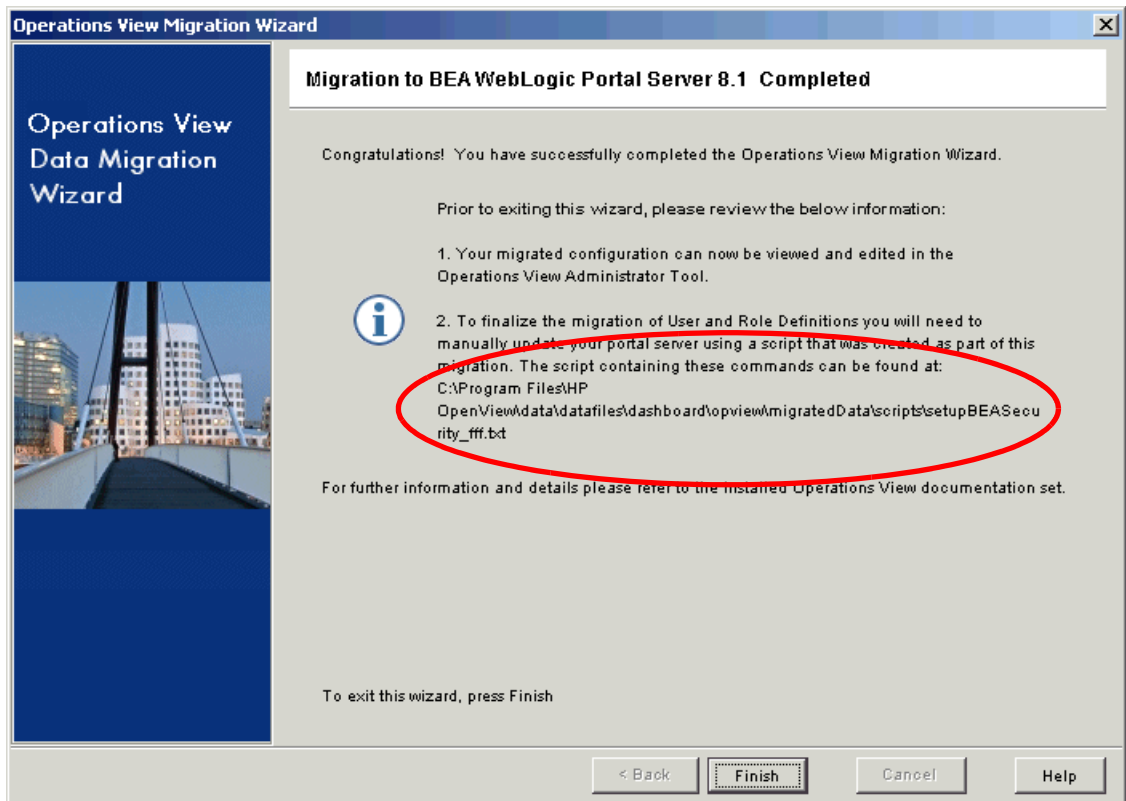 Operations View Migration Wizard
Migration to BEA WebLogic Portal Server 8.1 Completed
Operations View
Data Migration
Wizard
Congratulations! You have successfully completed the Operations View Migration Wizard.
Prior to exiting this wizard, please review the below information:
1. Your migrated configuration can now be viewed and edited in the
Operations View Administrator Tool.
2. To finalize the migration of User and Role Definitions you will need to
manually update your portal server using a script that was created as part of this
migration. The script containing these commands can be found at:
C:\Program Files\HP
OpenView\data\datafiles\dashboard\opview\migratedData\scripts\setupBEASecu
rity_fff.txt
For further information and details please refer to the installed Operations View documentation set.
To exit this wizard, press Finish
< Back
Finish
Cancel
Help